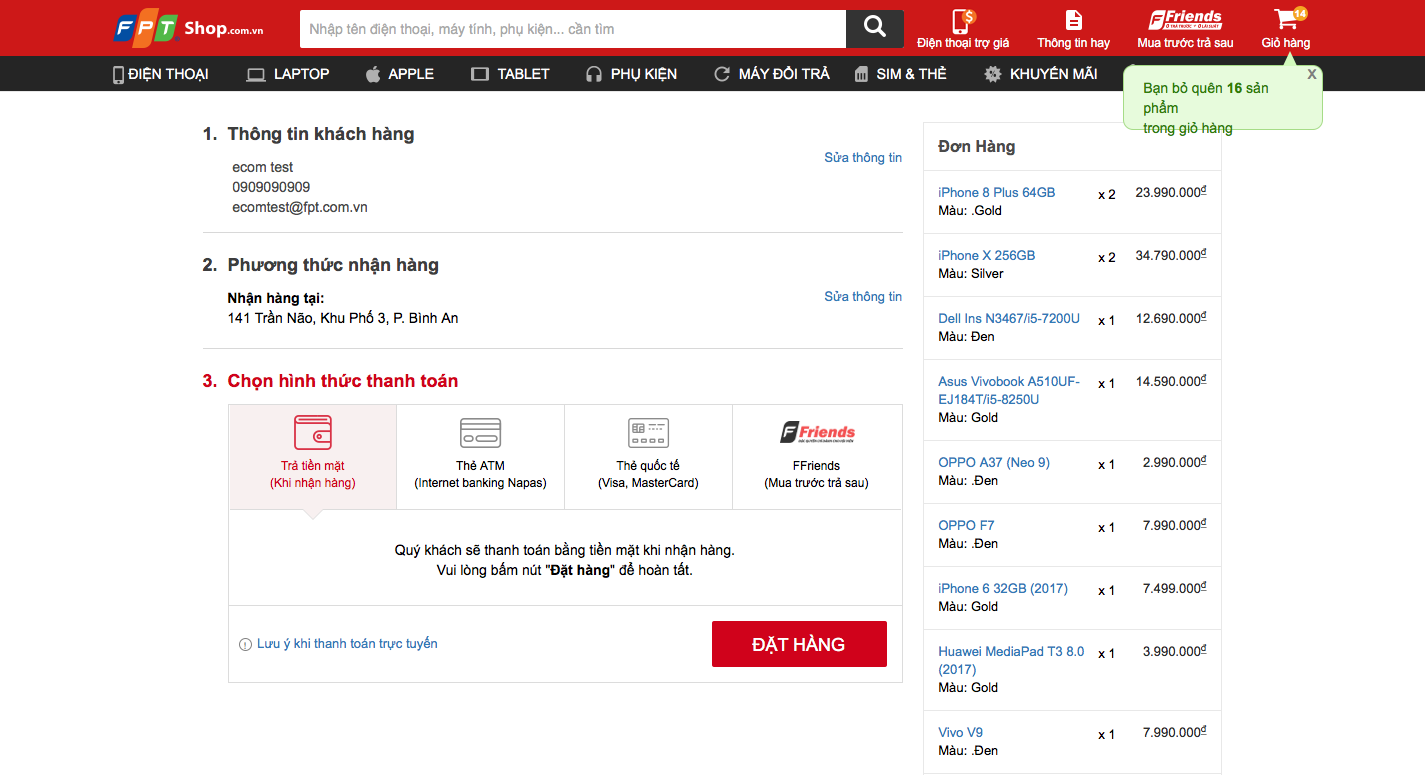 FPT Shop.com.vn
Nhập tên điện thoại, máy tính, phụ kiện... cần tìm
Điện thoại trợ giá
Thông tin hay
Friends
Mua trước trả sau
14
Giỏ hàng
ĐIỆN THOẠI
LAPTOP
APPLE
TABLET
PHỤ KIỆN
MÁY ĐỔI TRẢ
SIM & THẺ
KHUYẾN MÃI
X
Bạn bỏ quên 16 sản
phẩm
trong giỏ hàng
1. Thông tin khách hàng
Sửa thông tin
ecom test
0909090909
ecomtest@fpt.com.vn
2. Phương thức nhận hàng
Nhận hàng tại:
Sửa thông tin
141 Trần Não, Khu Phố 3, P. Bình An
3. Chọn hình thức thanh toán
Trả tiền mặt
(Khi nhận hàng)
Thẻ ATM
(Internet banking Napas)
Thẻ quốc tế
(Visa, MasterCard)
F Friends
FFriends
(Mua trước trả sau)
Quý khách sẽ thanh toán bằng tiền mặt khi nhận hàng.
Vui lòng bấm nút "Đặt hàng" để hoàn tất.
Lưu ý khi thanh toán trực tuyến
ĐẶT HÀNG
Đơn Hàng
iPhone 8 Plus 64GB x 2 23.990.000đ
Màu: .Gold
iPhone X 256GB x 2 34.790.000đ
Màu: Silver
Dell Ins N3467/i5-7200U x 1 12.690.000đ
Màu: Đen
Asus Vivobook A510UF- x 1 14.590.000đ
EJ184T/i5-8250U
Màu: Gold
OPPO A37 (Neo 9) x 1 2.990.000đ
Màu: .Đen
OPPO F7 x 1 7.990.000đ
Màu: .Đen
iPhone 6 32GB (2017) x 1 7.499.000đ
Màu: Gold
Huawei MediaPad T3 8.0 x 1 3.990.000đ
(2017)
Màu: Gold
Vivo V9 x 1 7.990.000đ
Màu: .Đen